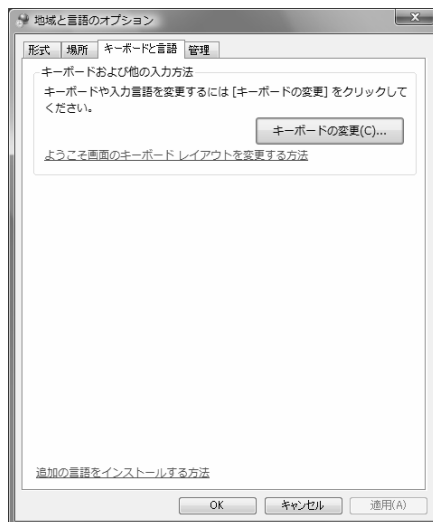 地域と言語のオプション
形式 場所 キーボードと言語 管理
キーボードおよび他の入力方法
キーボードや入力言語を変更するには [キーボードの変更] をクリックして
ください。
キーボードの変更(C)...
ようこそ画面のキーボード レイアウトを変更する方法
追加の言語をインストールする方法
OK キャンセル 適用(A)